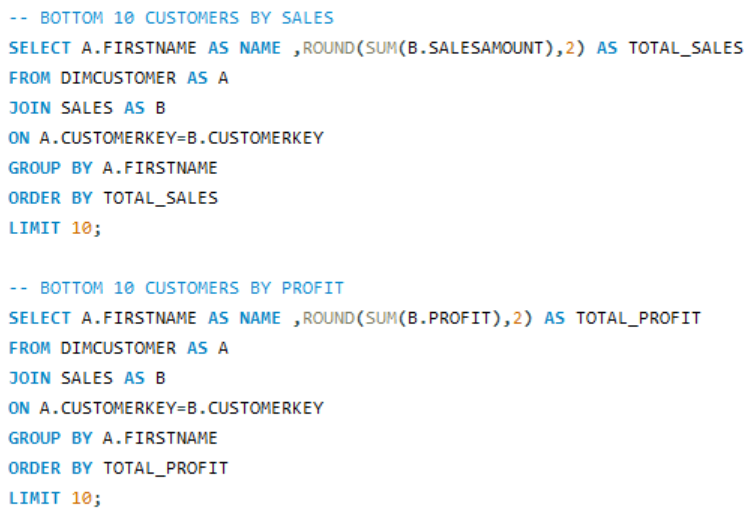 -- BOTTOM 10 CUSTOMERS BY SALES
SELECT A.FIRSTNAME AS NAME ,ROUND(SUM(B.SALESAMOUNT),2) AS TOTAL_SALES
FROM DIMCUSTOMER AS A
JOIN SALES AS B
ON A.CUSTOMERKEY=B.CUSTOMERKEY
GROUP BY A.FIRSTNAME
ORDER BY TOTAL_SALES
LIMIT 10;

-- BOTTOM 10 CUSTOMERS BY PROFIT
SELECT A.FIRSTNAME AS NAME ,ROUND(SUM(B.PROFIT),2) AS TOTAL_PROFIT
FROM DIMCUSTOMER AS A
JOIN SALES AS B
ON A.CUSTOMERKEY=B.CUSTOMERKEY
GROUP BY A.FIRSTNAME
ORDER BY TOTAL_PROFIT
LIMIT 10;